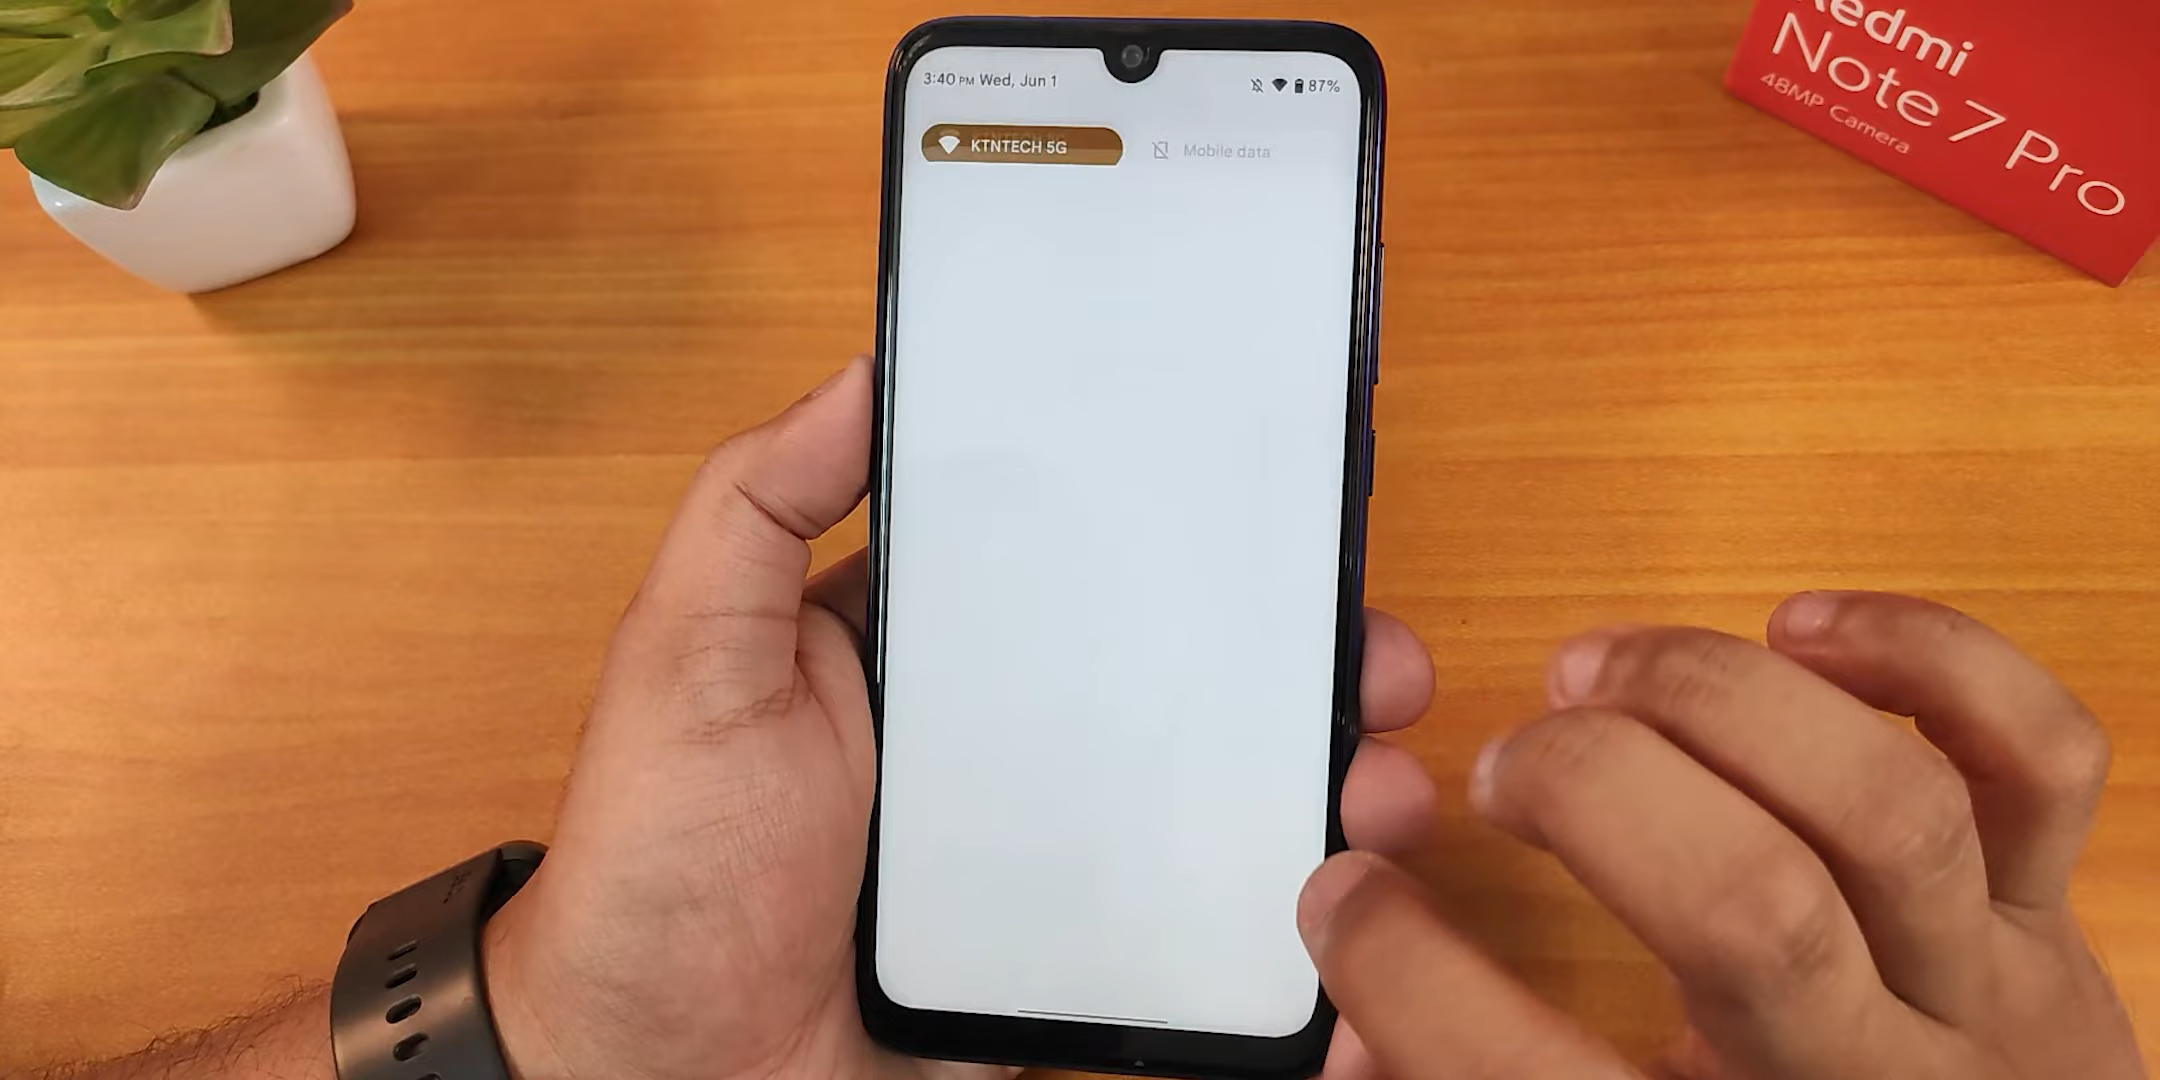 3:40 PM Wed, Jun 1
87%
KTNTECH 5G
Mobile data
Redmi
Note 7 Pro
48MP Camera